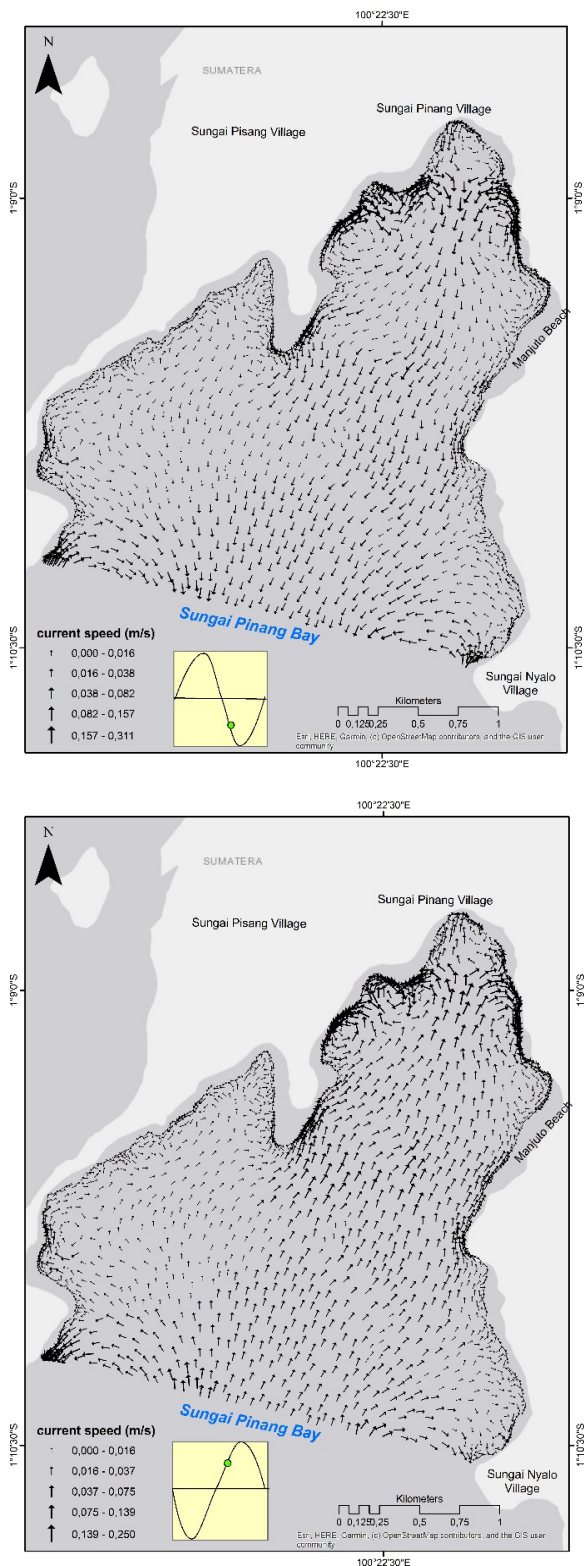 100°22'30"E
N
SUMATERA
Sungai Pinang Village
Sungai Pisang Village
1°9'0"S
1°9'0"S
Manjuto Beach
Sungai Pinang Bay
current speed (m/s)
0,000 - 0,016
0,016 - 0,038
0,038 - 0,082
0,082 - 0,157
0,157 - 0,311
1°10'30"S
1°10'30"S
Sungai Nyalo
Village
Kilometers
0 0,125 0,25 0,5 0,75 1
Esri, HERE, Garmin, (c) OpenStreetMap contributors, and the GIS user
community
100°22'30"E
100°22'30"E
N
SUMATERA
Sungai Pinang Village
Sungai Pisang Village
1°9'0"S
1°9'0"S
Manjuto Beach
Sungai Pinang Bay
current speed (m/s)
0,000 - 0,016
0,016 - 0,037
0,037 - 0,075
0,075 - 0,139
0,139 - 0,250
1°10'30"S
1°10'30"S
Sungai Nyalo
Village
Kilometers
0 0,125 0,25 0,5 0,75 1
Esri, HERE, Garmin, (c) OpenStreetMap contributors, and the GIS user
community
100°22'30"E